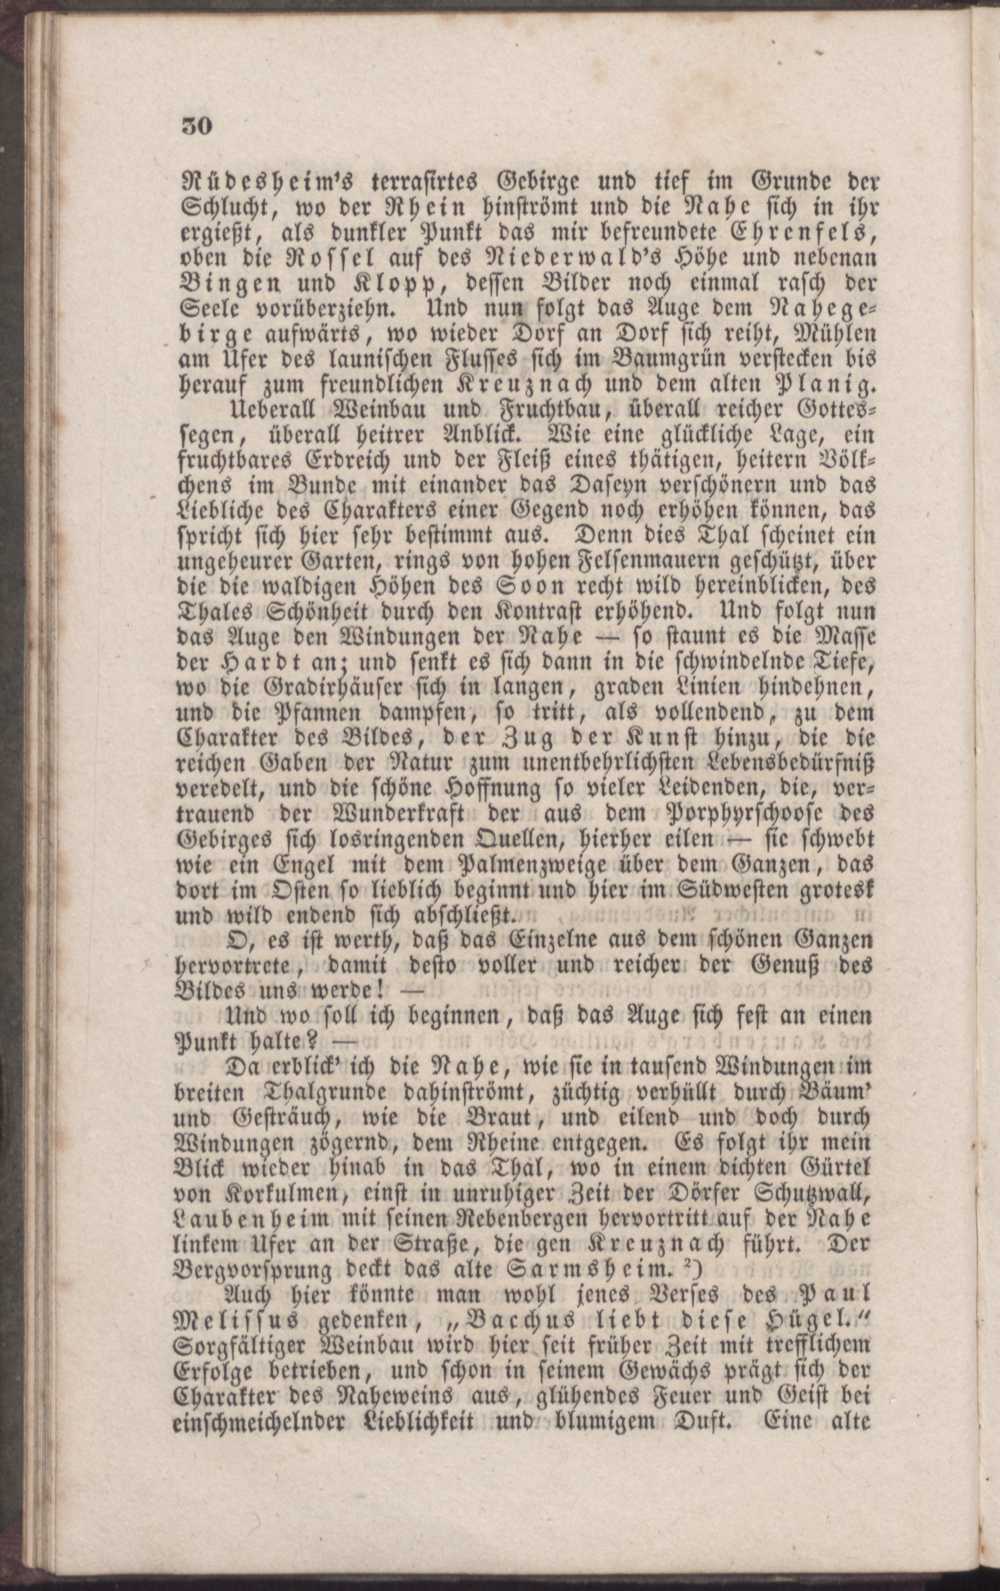 30
Rüdesheim's terrasirtes Gebirge und tief im Grunde der
Schlucht, wo der Rhein hinströmt und die Nahe sich in ihr
ergießt, als dunkler Punkt das mir befreundete Ehrenfels,
oben die Rossel auf des Niederwald's Höhe und nebenan
Bingen und Klopp, dessen Bilder noch einmal rasch der
Seele vorüberziehn. Und nun folgt das Auge dem Nahege-
birge aufwärts, wo wieder Dorf an Dorf sich reiht, Mühlen
am Ufer des launischen Flusses sich im Baumgrün verstecken bis
herauf zum freundlichen Kreuznach und dem alten Planig.
Ueberall Weinbau und Fruchtbau, überall reicher Gottes-
segen, überall heitrer Anblick. Wie eine glückliche Lage, ein
fruchtbares Erdreich und der Fleiß eines thätigen, heitern Völk-
chens im Bunde mit einander das Daseyn verschönern und das
Liebliche des Charakters einer Gegend noch erhöhen können, das
spricht sich hier sehr bestimmt aus. Denn dies Thal scheinet ein
ungeheurer Garten, rings von hohen Felsenmauern geschützt, über
die die waldigen Höhen des Soon recht wild hereinblicken, des
Thales Schönheit durch den Kontrast erhöhend. Und folgt nun
das Auge den Windungen der Nahe — so staunt es die Masse
der Hardt an; und senkt es sich dann in die schwindelnde Tiefe,
wo die Gradirhäuser sich in langen, graden Linien hindehnen,
und die Pfannen dampfen, so tritt, als vollendend, zu dem
Charakter des Bildes, der Zug der Kunst hinzu, die die
reichen Gaben der Natur zum unentbehrlichsten Lebensbedürfniß
veredelt, und die schöne Hoffnung so vieler Leidenden, die, ver-
trauend der Wunderkraft der aus dem Porphyrschoose des
Gebirges sich losringenden Quellen, hierher eilen — sie schwebt
wie ein Engel mit dem Palmenzweige über dem Ganzen, das
dort im Osten so lieblich beginnt und hier im Südwesten grotesk
und wild endend sich abschließt.
O, es ist werth, daß das Einzelne aus dem schönen Ganzen
hervortrete, damit desto voller und reicher der Genuß des
Bildes uns werde! —
Und wo soll ich beginnen, daß das Auge sich fest an einen
Punkt halte? —
Da erblick' ich die Nahe, wie sie in tausend Windungen im
breiten Thalgrunde dahinströmt, züchtig verhüllt durch Bäum'
und Gesträuch, wie die Braut, und eilend und doch durch
Windungen zögernd, dem Rheine entgegen. Es folgt ihr mein
Blick wieder hinab in das Thal, wo in einem dichten Gürtel
von Korkulmen, einst in unruhiger Zeit der Dörfer Schutzwall,
Laubenheim mit seinen Rebenbergen hervortritt auf der Nahe
linkem Ufer an der Straße, die gen Kreuznach führt. Der
Bergvorsprung deckt das alte Sarmsheim. ²)
Auch hier könnte man wohl jenes Verses des Paul
Melissus gedenken, „Bacchus liebt diese Hügel."
Sorgfältiger Weinbau wird hier seit früher Zeit mit trefflichem
Erfolge betrieben, und schon in seinem Gewächs prägt sich der
Charakter des Naheweins aus, glühendes Feuer und Geist bei
einschmeichelnder Lieblichkeit und blumigem Duft. Eine alte